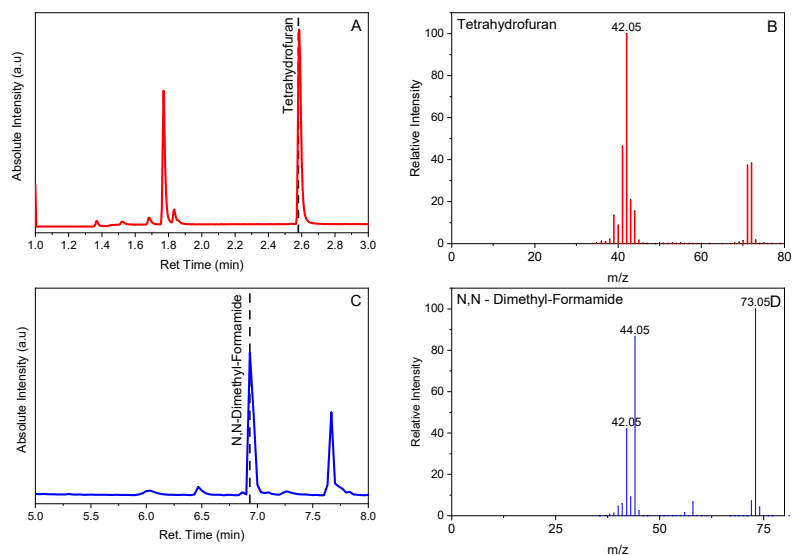 A
Absolute Intensity (a.u)
Tetrahydrofuran
1.0 1.2 1.4 1.6 1.8 2.0 2.2 2.4 2.6 2.8 3.0
Ret Time (min)
Tetrahydrofuran
B
42.05
Relative Intensity
100
80
60
40
20
0
0 20 40 60 80
m/z
C
Absolute Intensity (a.u)
N,N-Dimethyl-Formamide
5.0 5.5 6.0 6.5 7.0 7.5 8.0
Ret. Time (min)
N,N - Dimethyl-Formamide
D
73.05
44.05
42.05
Relative Intensity
100
80
60
40
20
0
0 25 50 75
m/z